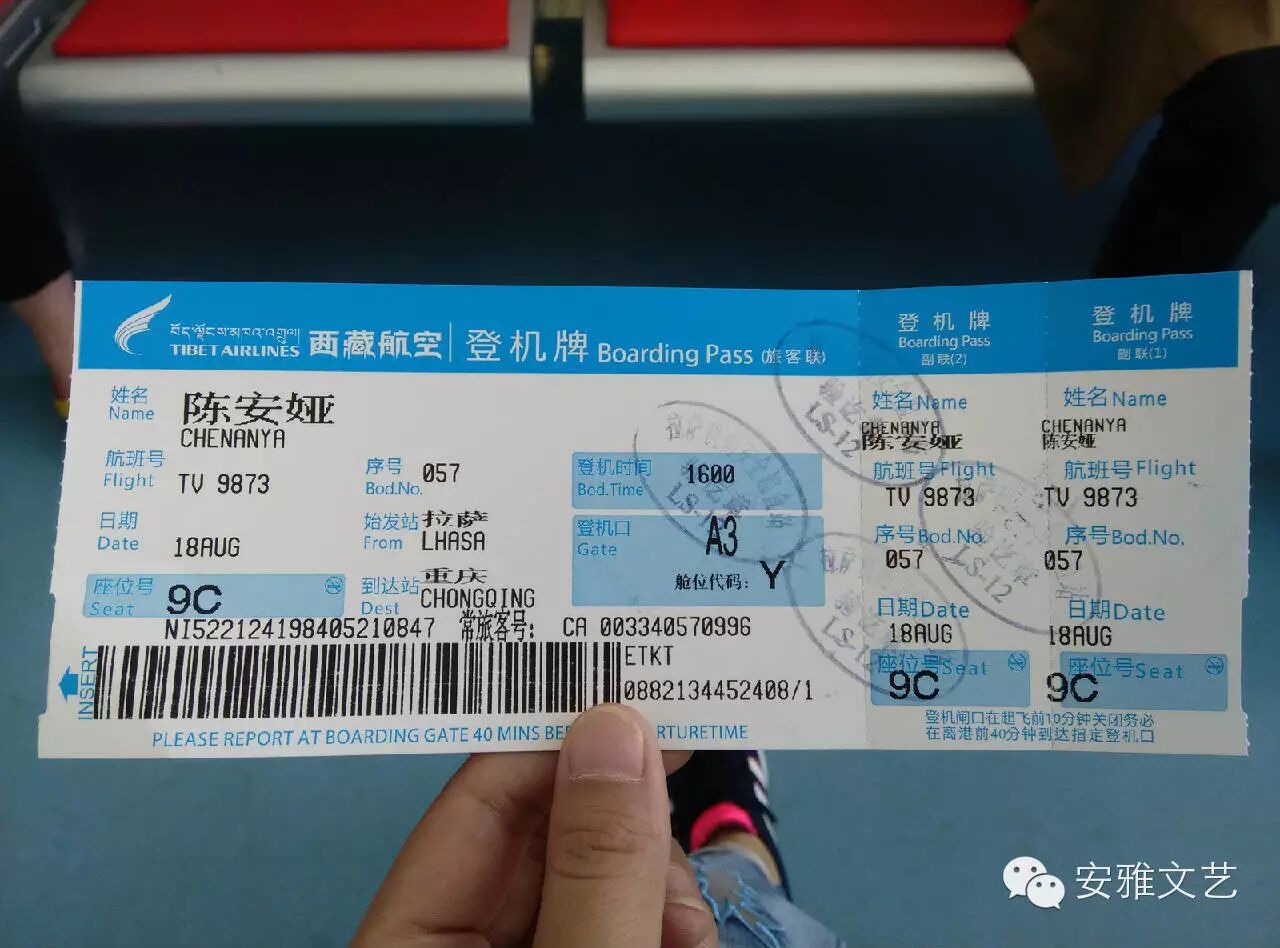 TIBET AIRLINES 西藏航空 登机牌 Boarding Pass (旅客联)
姓名 Name 陈安娅
CHENANYA
航班号 Flight TV 9873
序号 Bod.No. 057
登机时间 Bod.Time 1600
日期 Date 18AUG
始发站 From 拉萨 LHASA
登机口 Gate A3
座位号 Seat 9C
到达站 Dest 重庆 CHONGQING
舱位代码: Y
NI522124198405210847 常旅客号: CA 003340570996
INSERT
ETKT
0882134452408/1
PLEASE REPORT AT BOARDING GATE 40 MINS
登机牌
Boarding Pass
副联(2)
姓名Name
CHENANYA
陈安娅
航班号Flight
TV 9873
序号Bod.No.
057
日期Date
18AUG
座位号Seat
9C
登机牌
Boarding Pass
副联(1)
姓名Name
CHENANYA
陈安娅
航班号Flight
TV 9873
序号Bod.No.
057
日期Date
18AUG
座位号Seat
9C
登机闸口在起飞前10分钟关闭务必
在离港前40分钟到达指定登机口
LS-12
LS-12
安雅文艺